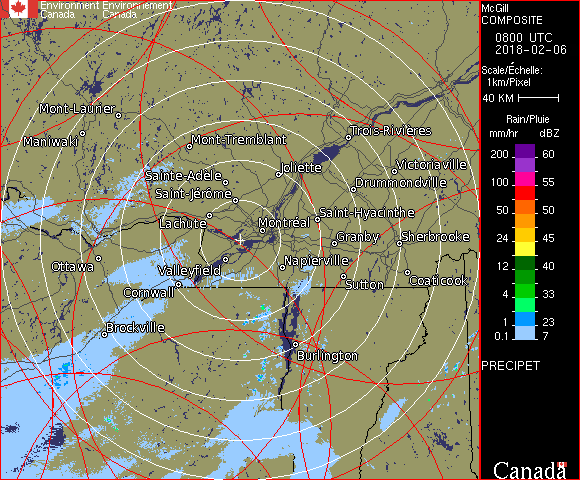 Environment Environnement
Canada Canada
McGill
COMPOSITE
0800 UTC
2018-02-06
Scale/Échelle:
1km/Pixel
40 KM
Rain/Pluie
mm/hr dBZ
200 60
100 55
50 50
24 45
12 40
4 33
1 23
0.1 7
PRECIPET
Canada
Mont-Laurier
Maniwaki
Mont-Tremblant
Trois-Rivières
Sainte-Adèle
Joliette
Victoriaville
Drummondville
Saint-Jérôme
Lachute
Montréal
Saint-Hyacinthe
Granby
Sherbrooke
Ottawa
Valleyfield
Napierville
Cornwall
Sutton
Coaticook
Brockville
Burlington